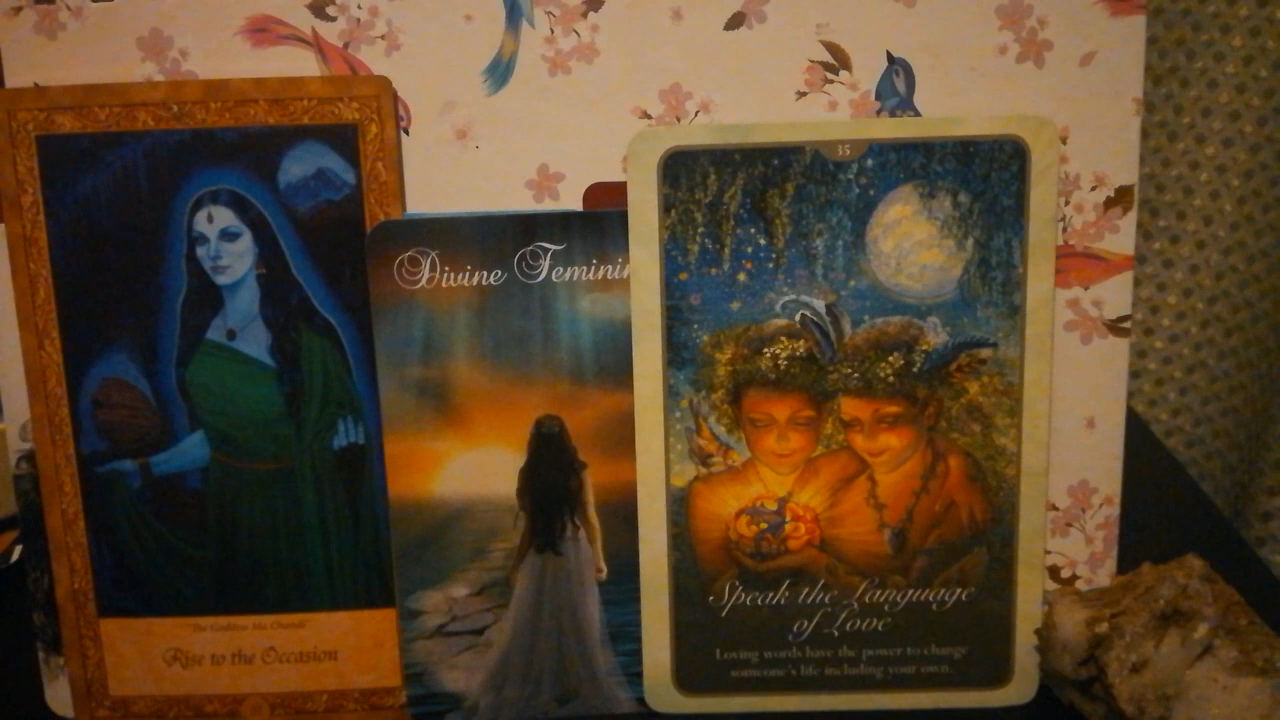 The Goddess Ma Chandi
Rise to the Occasion
Divine Feminin
35
Speak the Language
of Love
Loving words have the power to change
someone's life including your own.